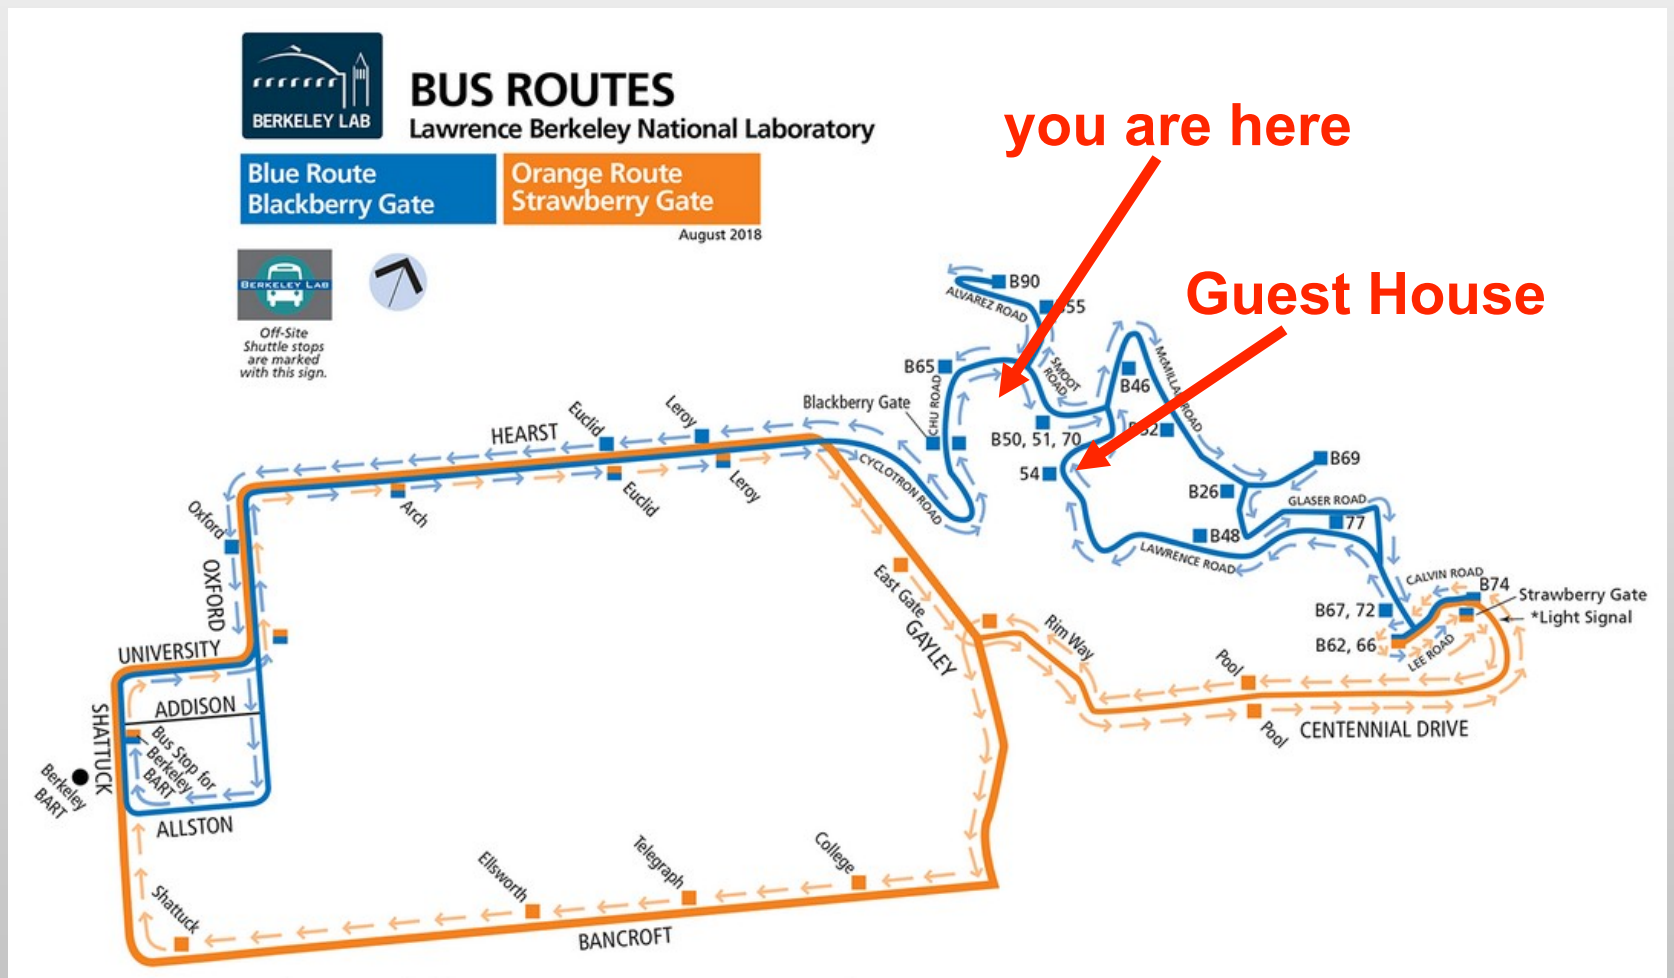 BERKELEY LAB
BUS ROUTES
Lawrence Berkeley National Laboratory
Blue Route
Blackberry Gate
Orange Route
Strawberry Gate
August 2018
you are here
Guest House
BERKELEY LAB
Off-Site
Shuttle stops
are marked
with this sign.
B90
ALVAREZ ROAD
B65
SMOOT
ROAD
B46
Blackberry Gate
CHU ROAD
B50, 51, 70
54
CYCLOTRON ROAD
B69
B26
GLASER ROAD
77
B48
LAWRENCE ROAD
CALVIN ROAD
B74
Strawberry Gate
*Light Signal
B67, 72
B62, 66
LEE ROAD
HEARST
Euclid
Leroy
Arch
Euclid
Leroy
Oxford
OXFORD
East Gate
GAYLEY
Rim Way
Pool
Pool
CENTENNIAL DRIVE
UNIVERSITY
ADDISON
SHATTUCK
Bus Stop for
Berkeley
BART
Berkeley
BART
ALLSTON
Shattuck
Ellsworth
Telegraph
College
BANCROFT